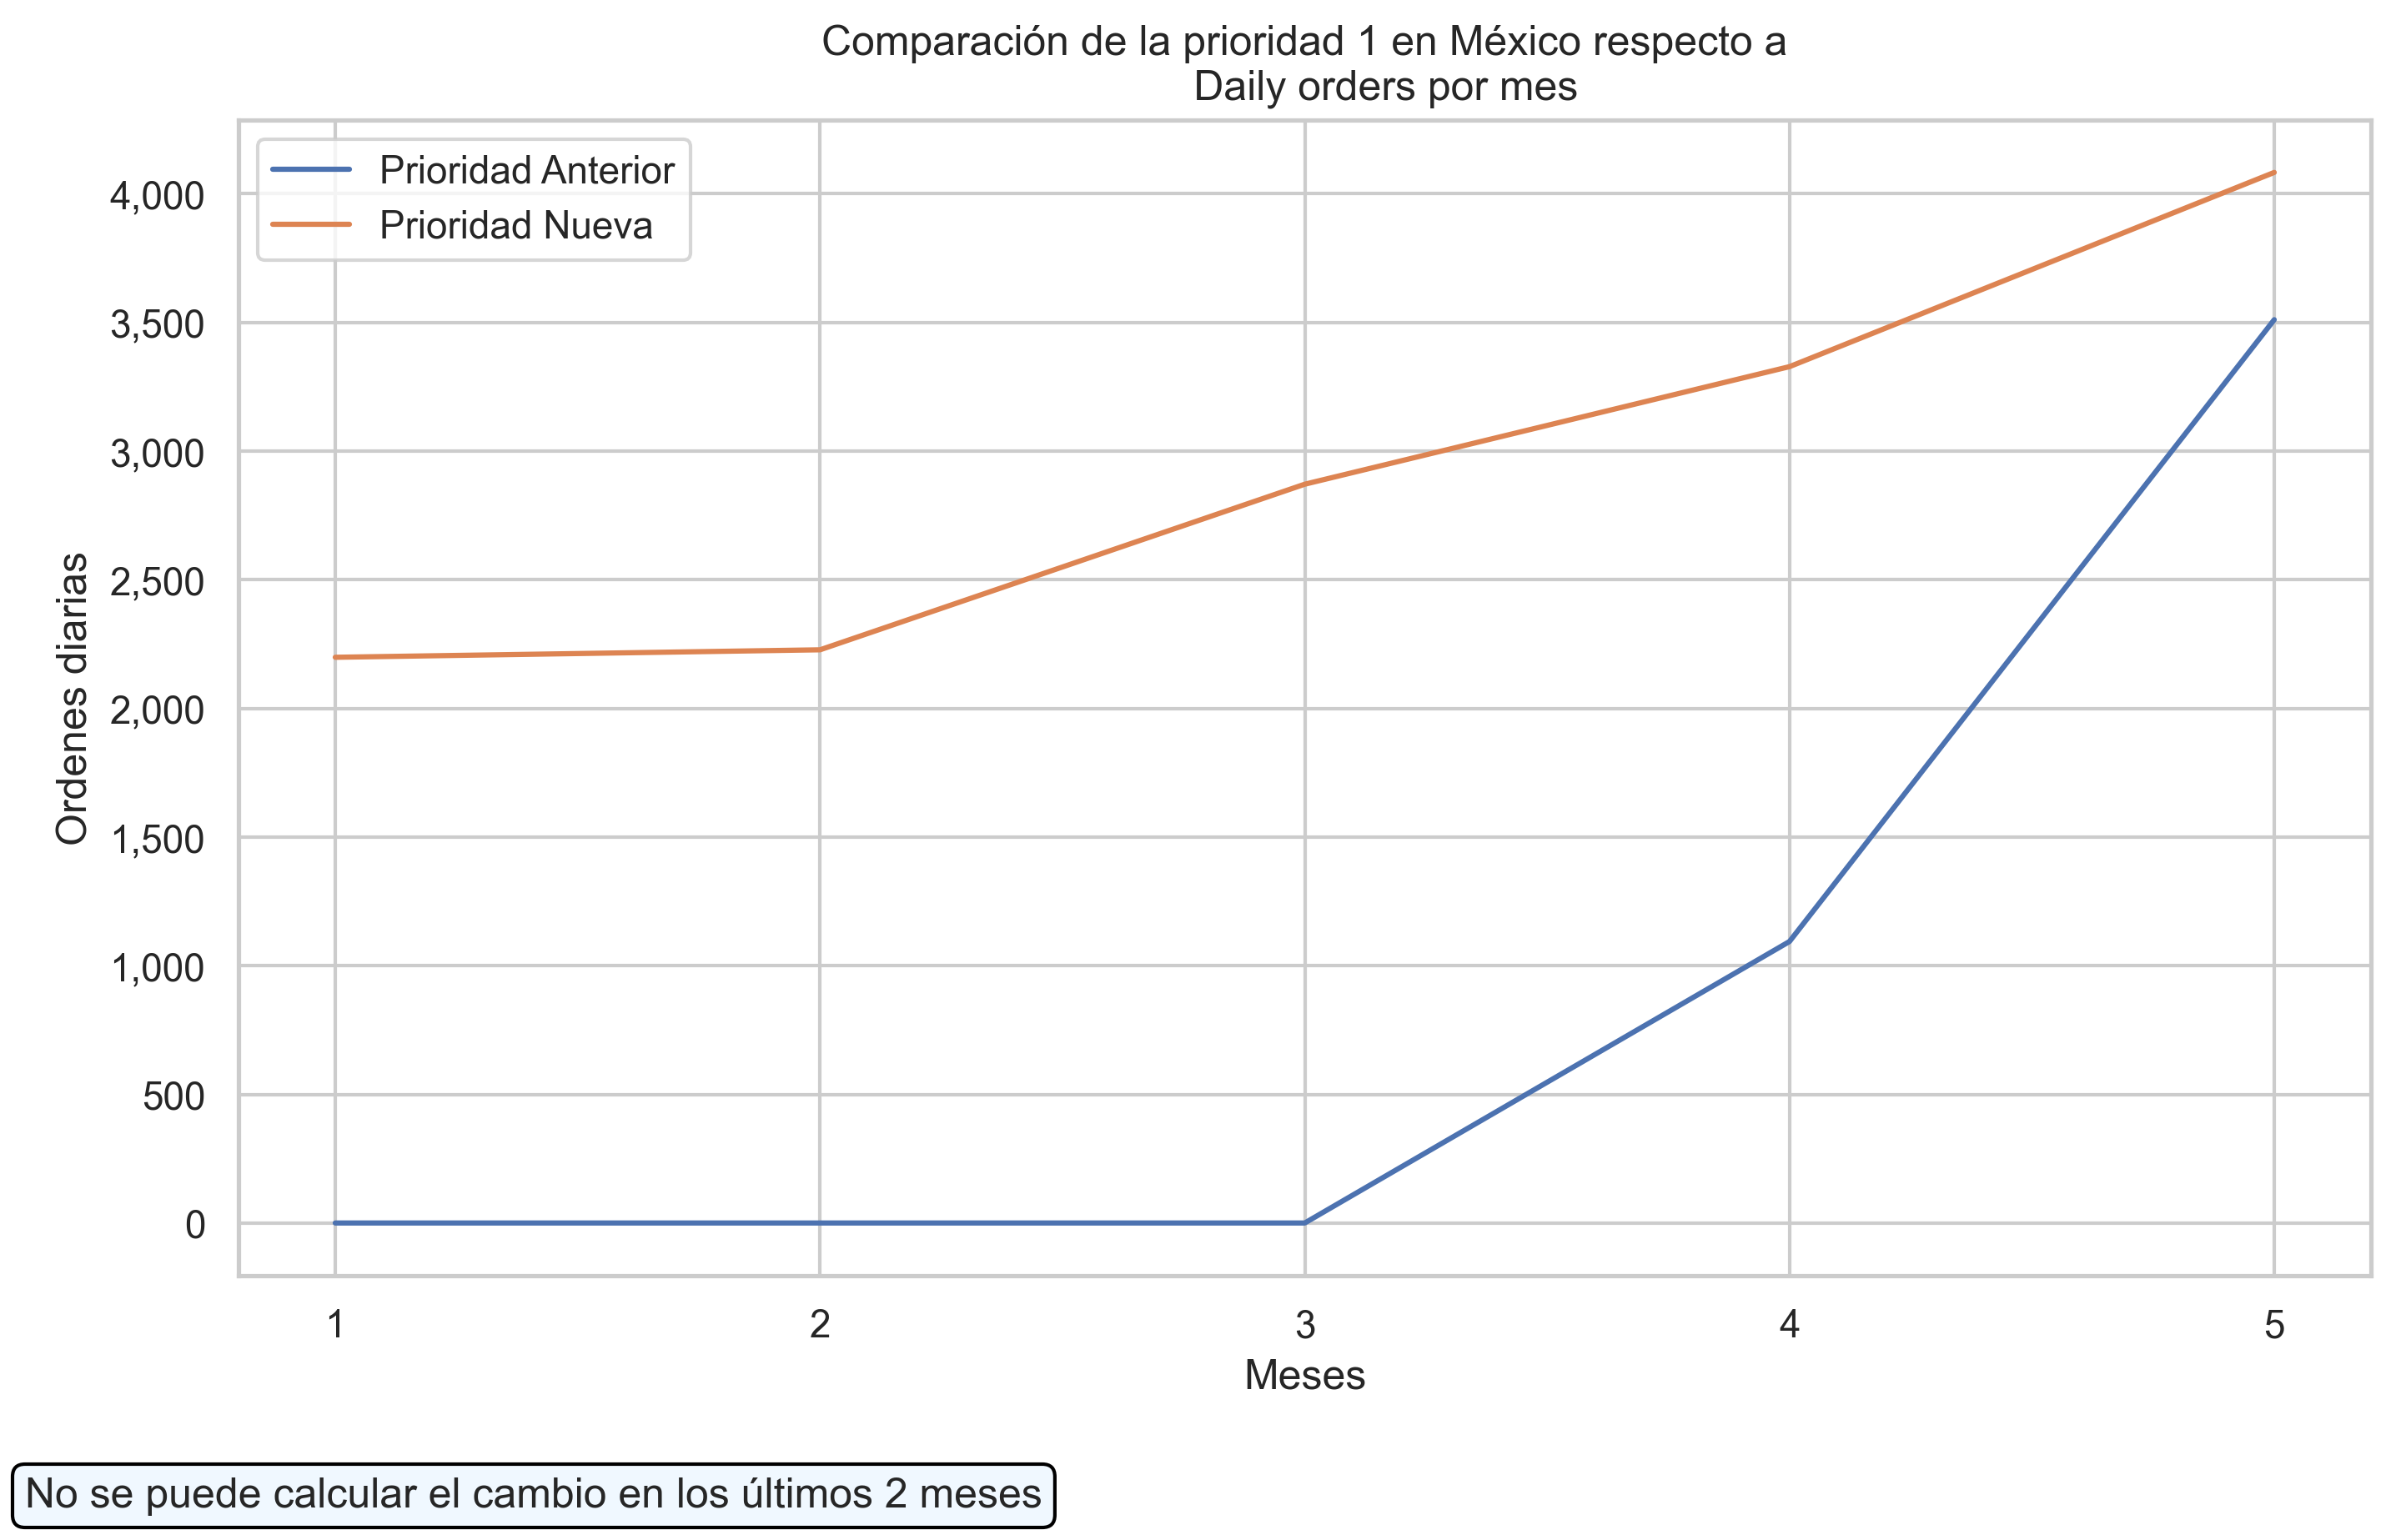 Comparación de la prioridad 1 en México respecto a
Daily orders por mes
Prioridad Anterior
Prioridad Nueva
4,000
3,500
3,000
2,500
2,000
1,500
1,000
500
0
Ordenes diarias
1 2 3 4 5
Meses
No se puede calcular el cambio en los últimos 2 meses